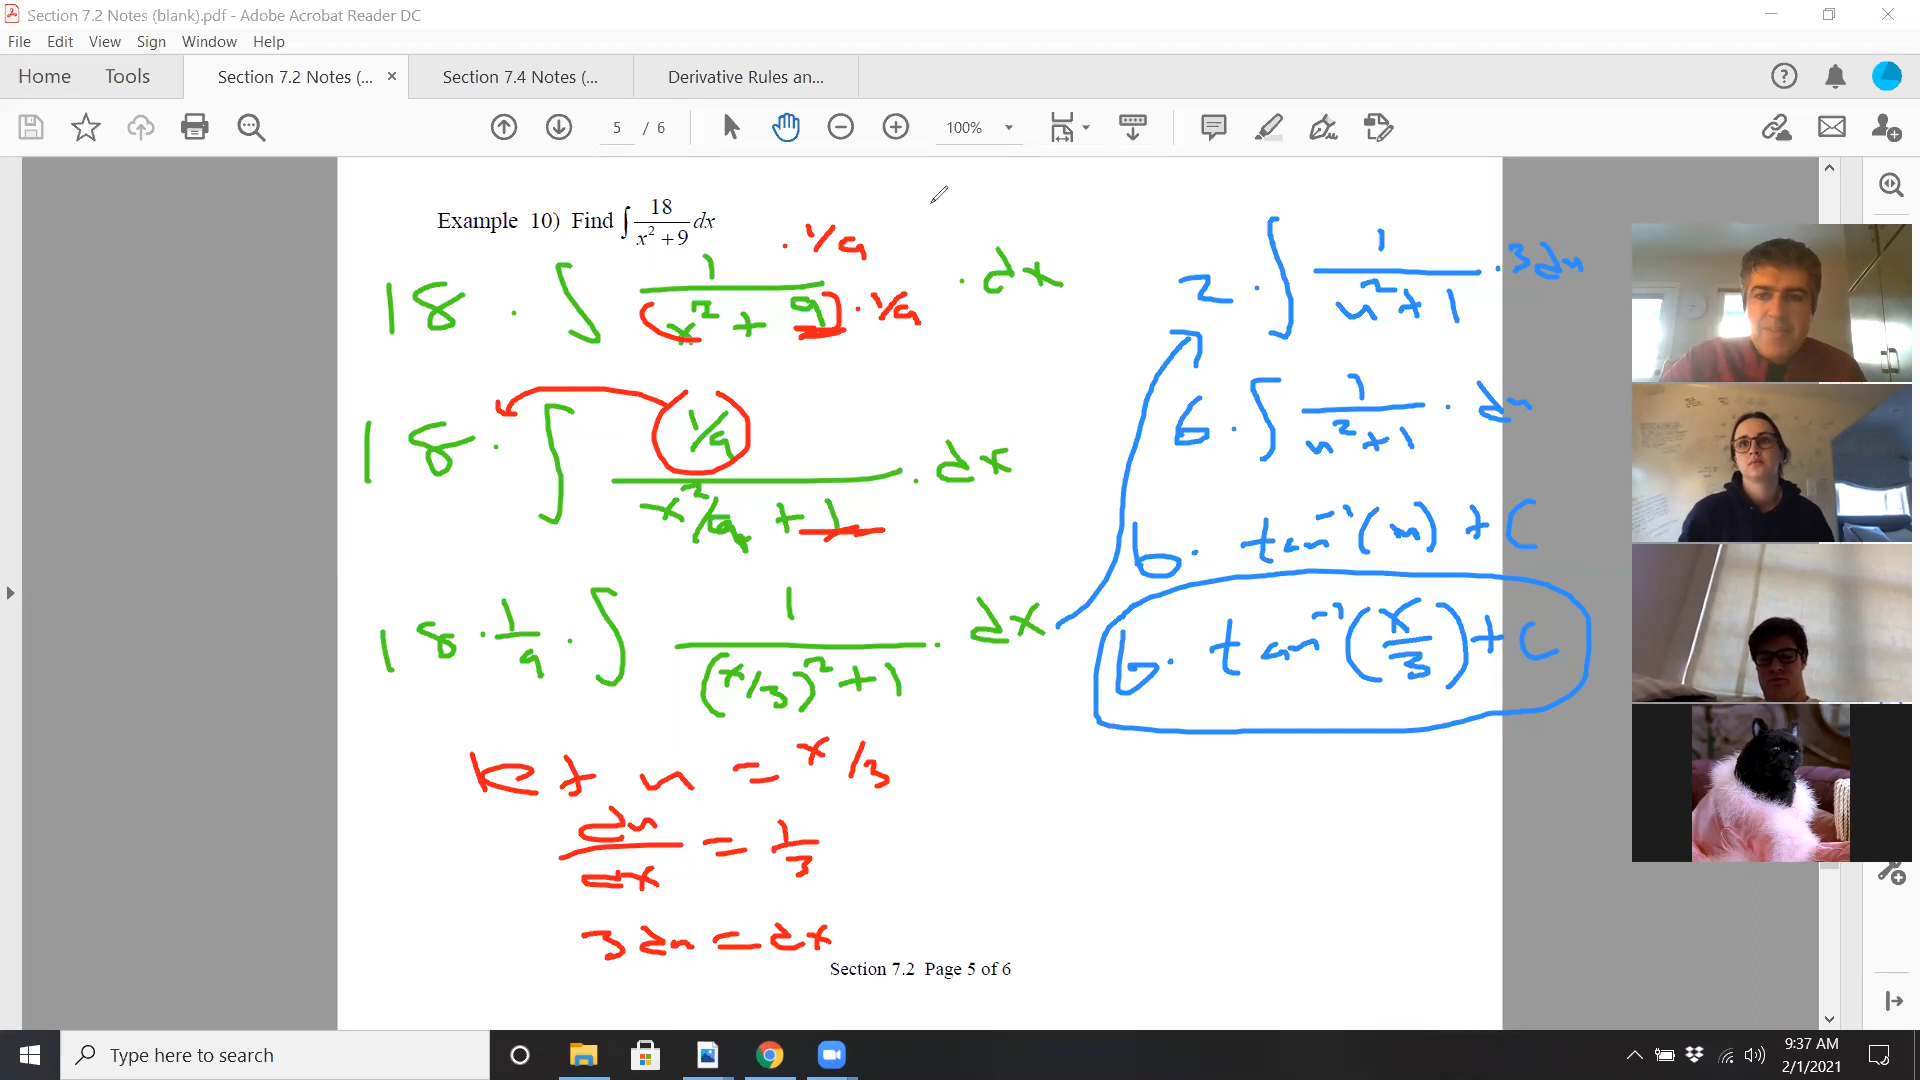 Section 7.2 Notes (blank).pdf - Adobe Acrobat Reader DC
File Edit View Sign Window Help
Home Tools Section 7.2 Notes (... × Section 7.4 Notes (... Derivative Rules an...
5 / 6 100%
Example 10) Find ∫ 18/(x² + 9) dx
18 · ∫ 1/(x² + 9) · dx
· 1/9
· 1/9
18 · ∫ (1/9)/(x²/9 + 1) · dx
18 · 1/9 · ∫ 1/((x/3)² + 1) · dx
let u = x/3
du/dx = 1/3
3 du = dx
2 · ∫ 1/(u² + 1) · 3 du
6 · ∫ 1/(u² + 1) · du
6 · tan⁻¹(u) + C
6 · tan⁻¹(x/3) + C
Section 7.2 Page 5 of 6
Type here to search
9:37 AM
2/1/2021